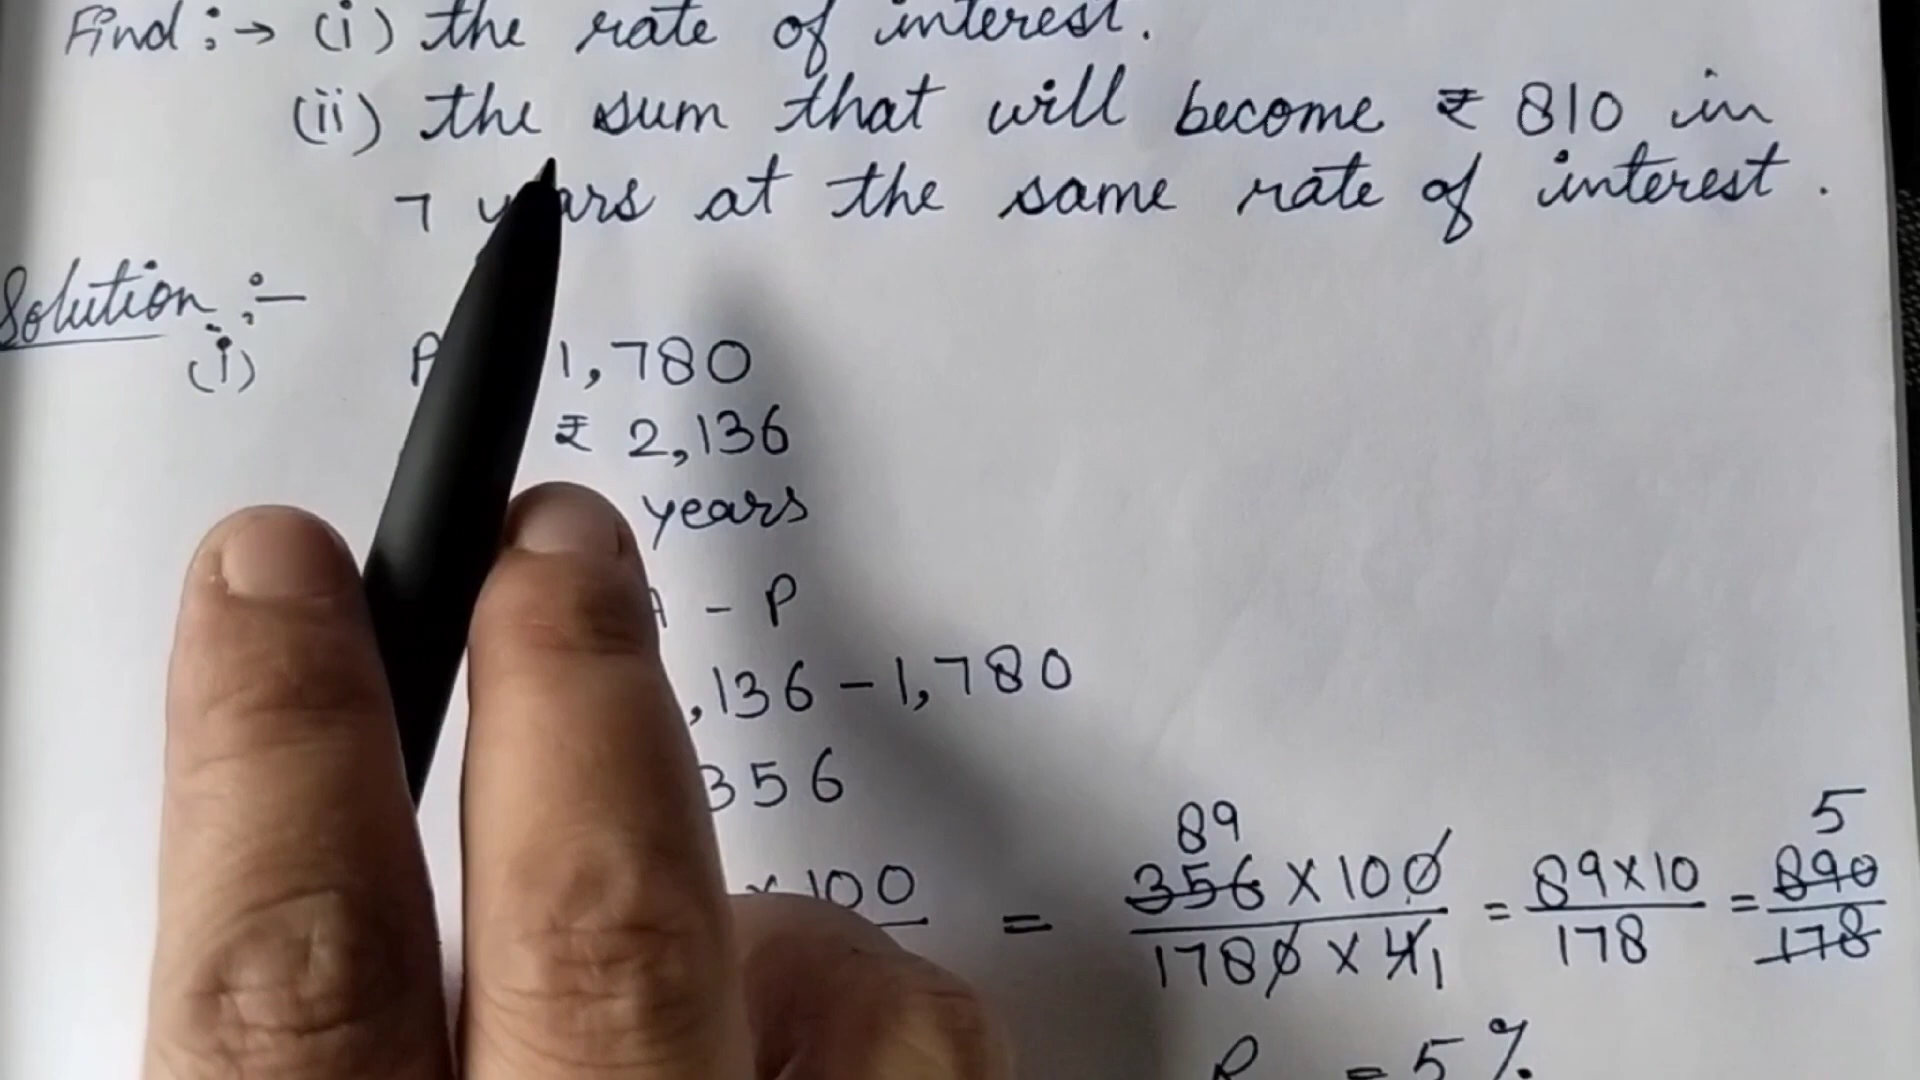 Find :→ (i) the rate of interest.
(ii) the sum that will become ₹ 810 in
7 years at the same rate of interest.
Solution :-
(i) P 1,780
₹ 2,136
years
A - P
,136 - 1,780
356
89 5
× 100 = 356 × 100 = 89 × 10 = 890
1780 × 4 1 178 178
R = 5 %